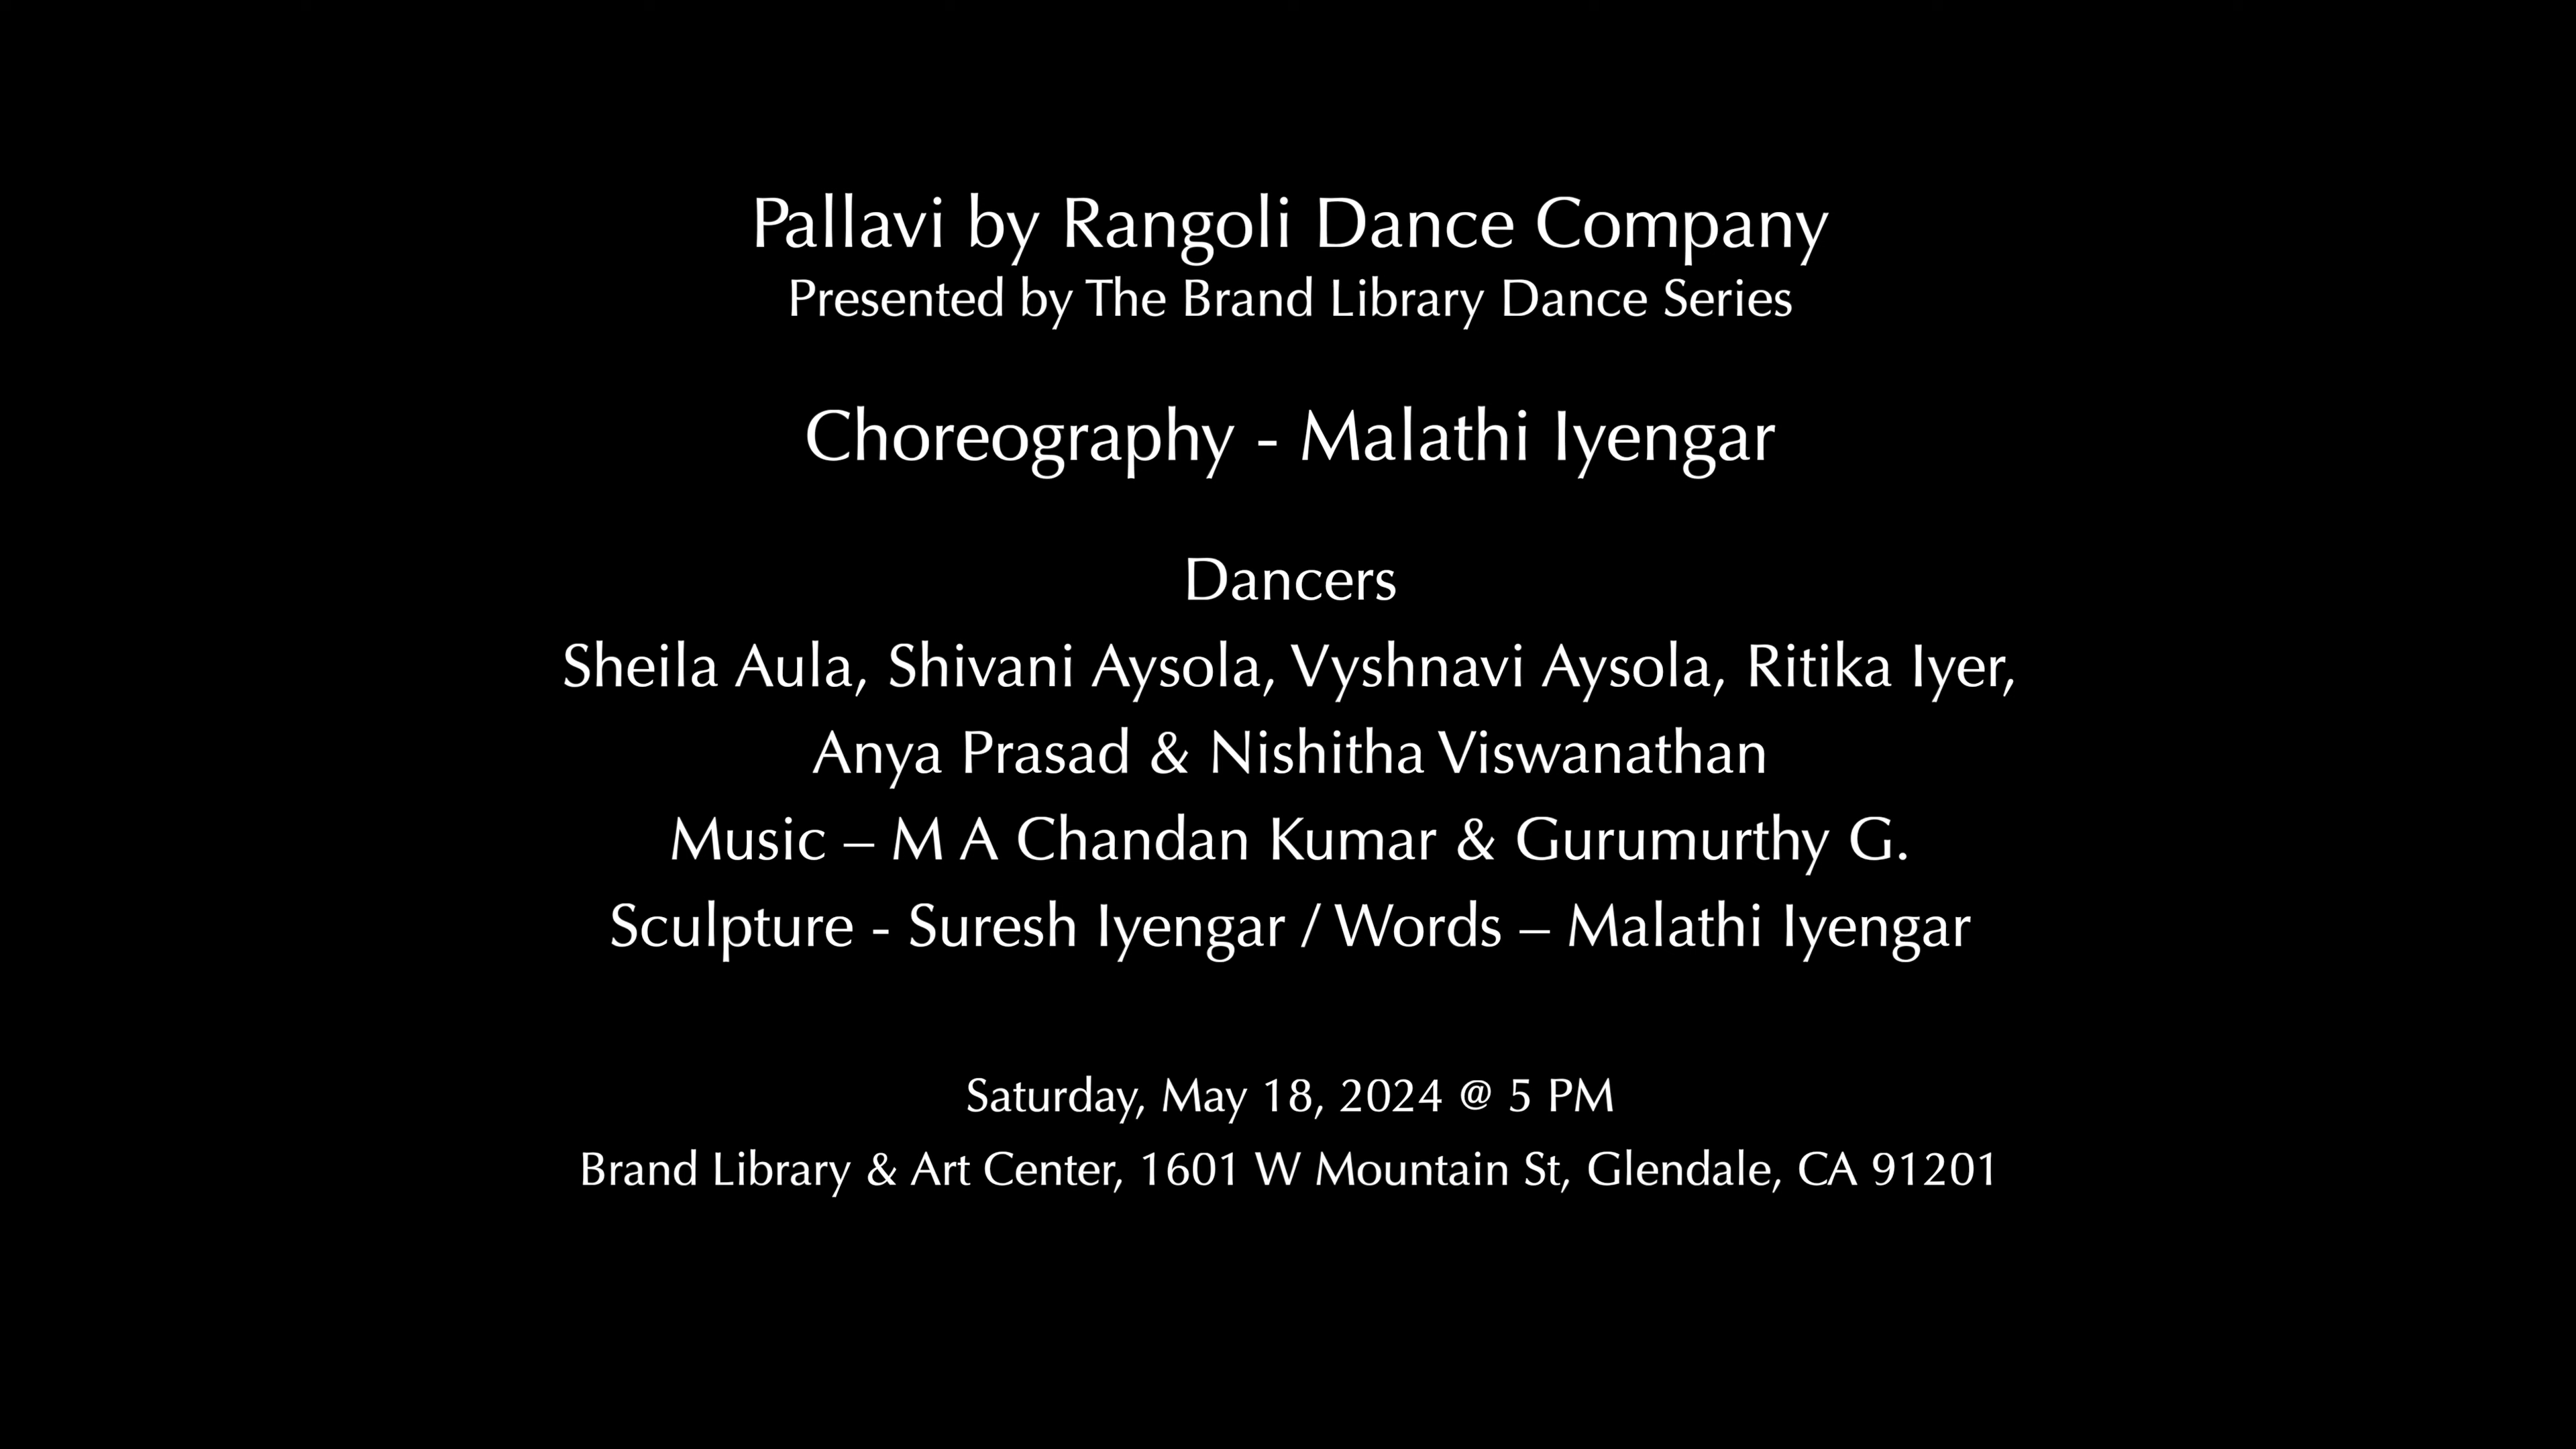 Pallavi by Rangoli Dance Company
Presented by The Brand Library Dance Series
Choreography - Malathi Iyengar
Dancers
Sheila Aula, Shivani Aysola, Vyshnavi Aysola, Ritika Iyer,
Anya Prasad & Nishitha Viswanathan
Music – M A Chandan Kumar & Gurumurthy G.
Sculpture - Suresh Iyengar / Words – Malathi Iyengar
Saturday, May 18, 2024 @ 5 PM
Brand Library & Art Center, 1601 W Mountain St, Glendale, CA 91201